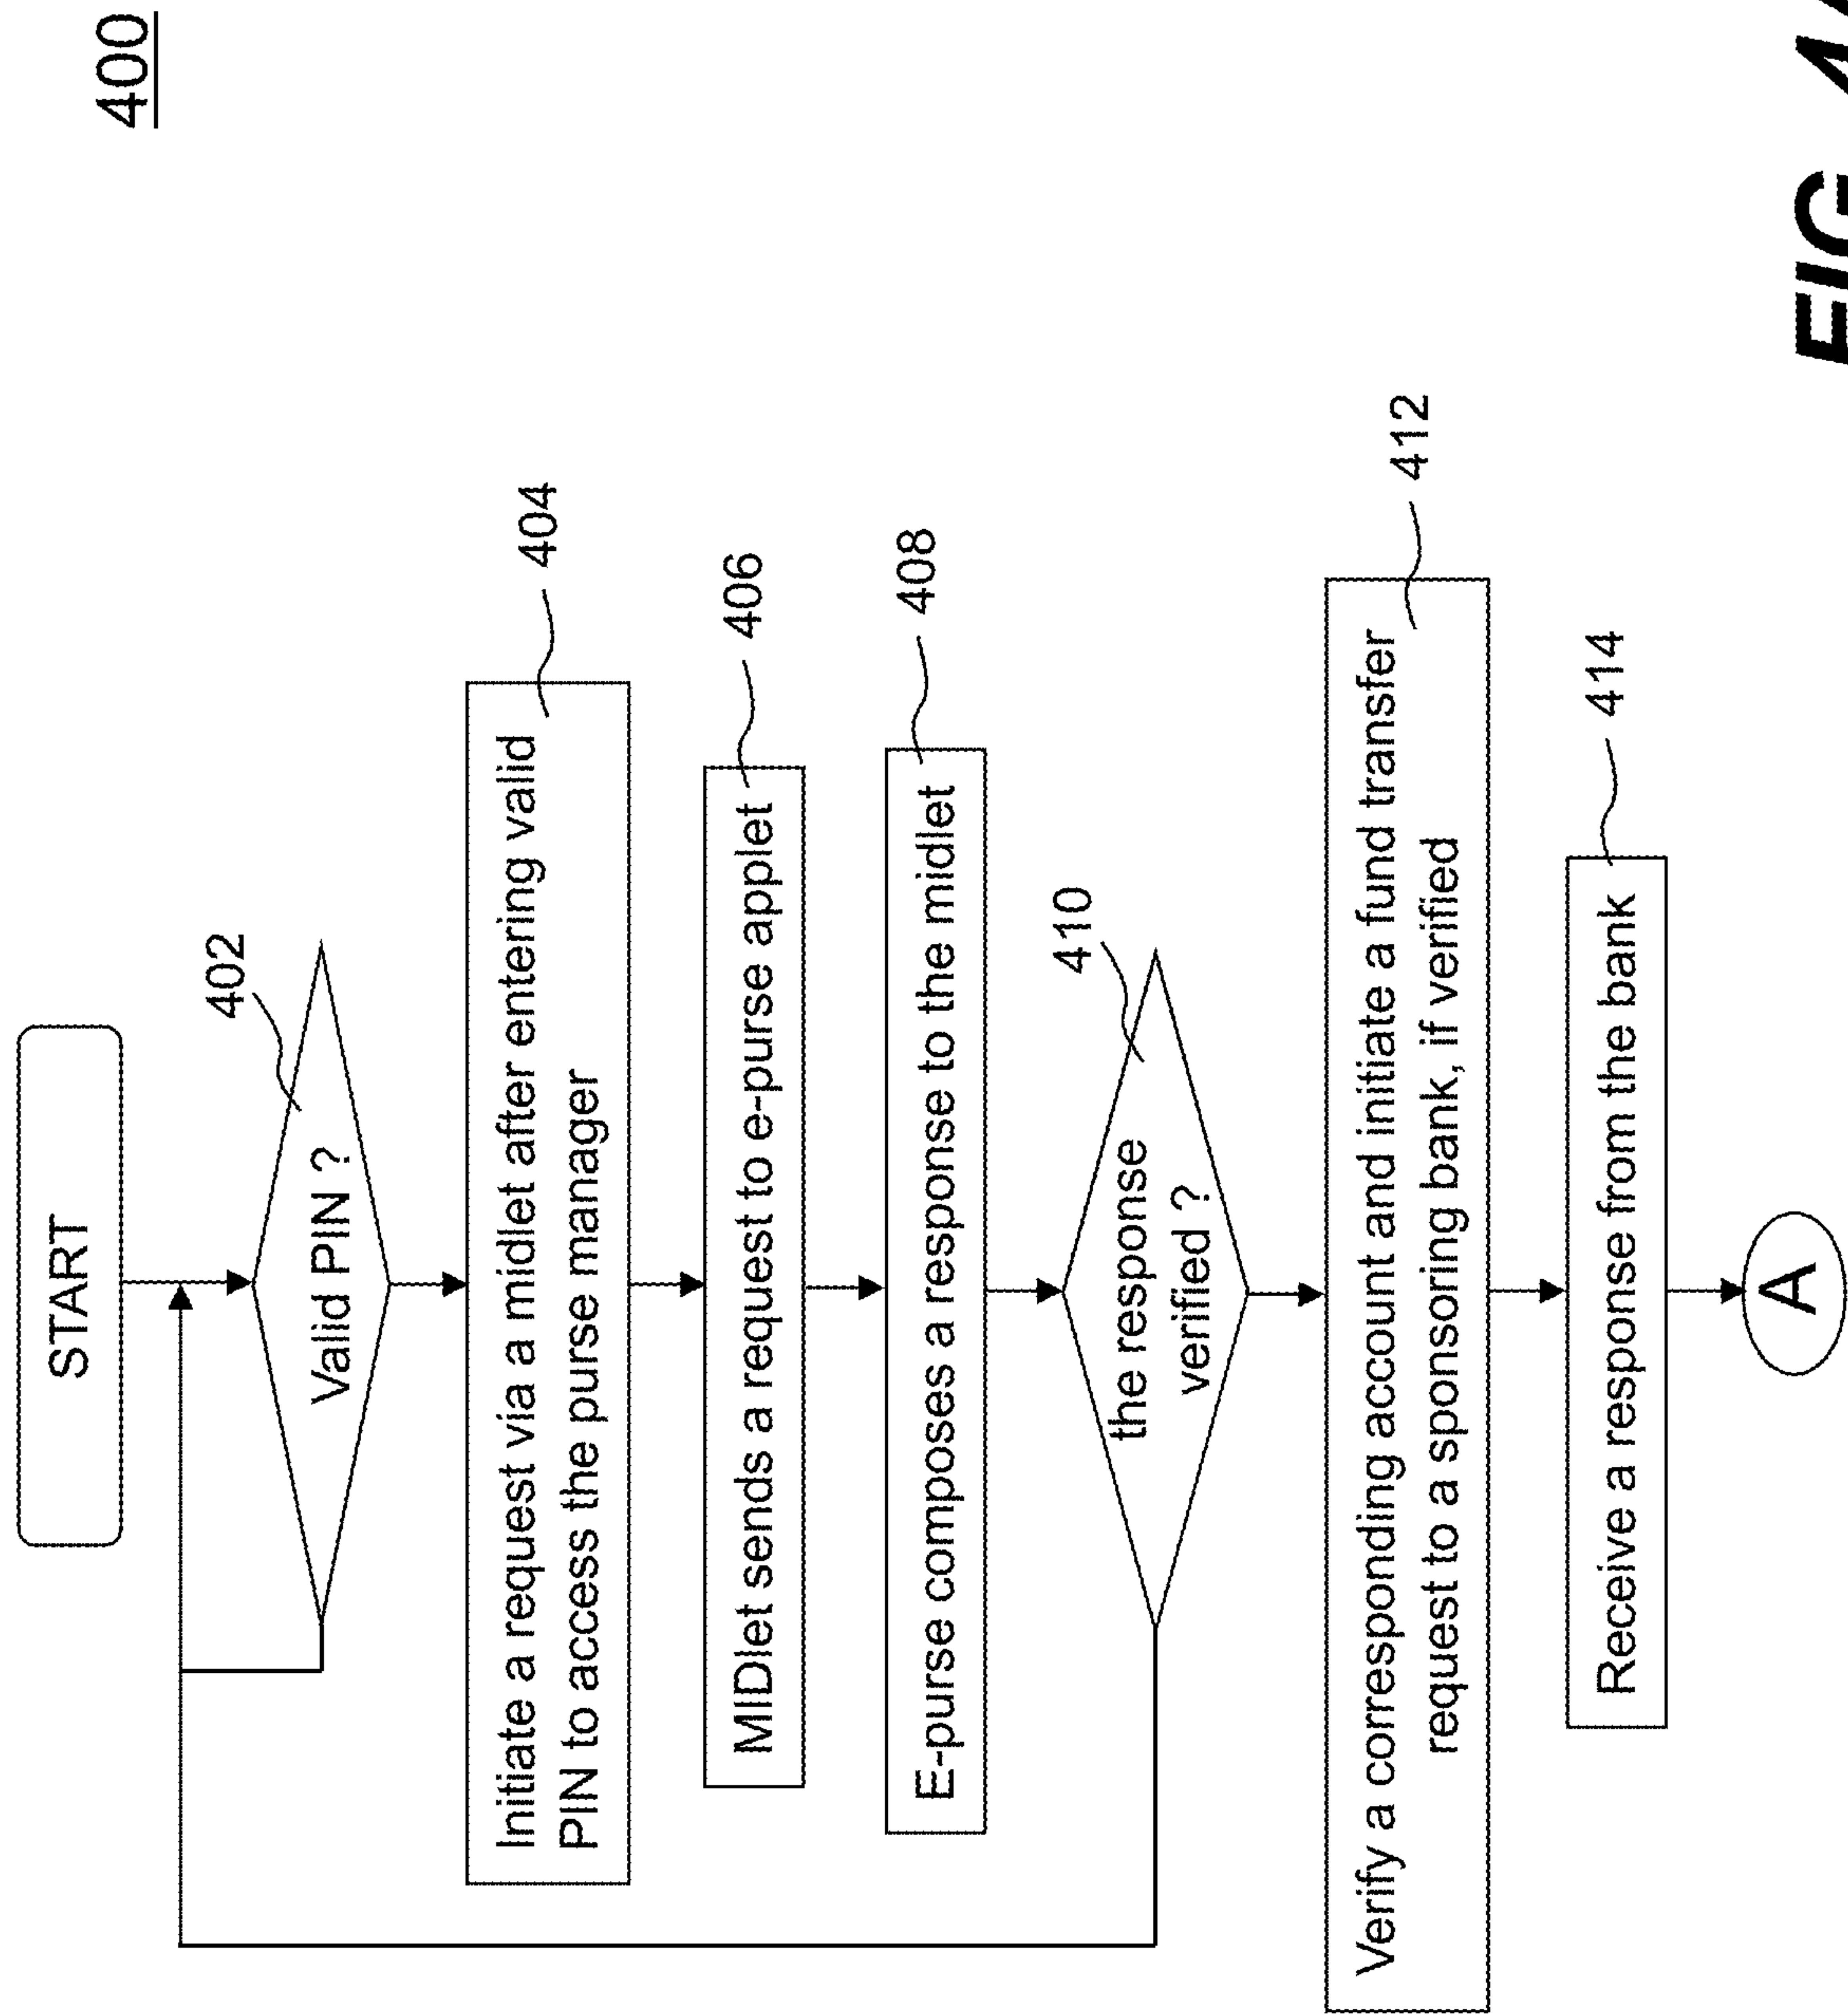 400
START
402
Valid PIN ?
404
Initiate a request via a midlet after entering valid
PIN to access the purse manager
406
MIDlet sends a request to e-purse applet
408
E-purse composes a response to the midlet
410
the response
verified ?
412
Verify a corresponding account and initiate a fund transfer
request to a sponsoring bank, if verified
414
Receive a response from the bank
A
FIG. 4A